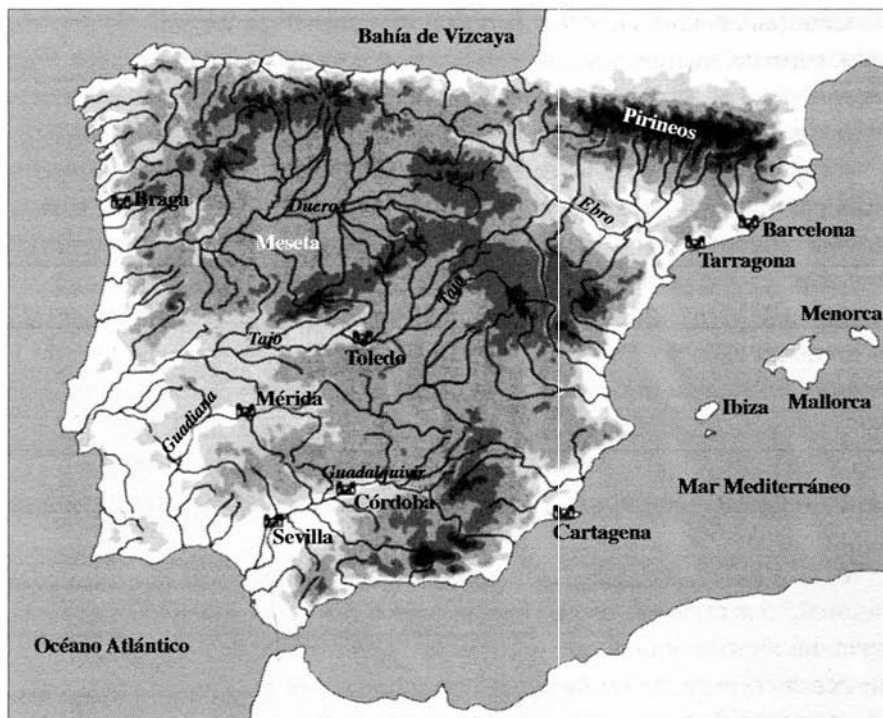 Bahía de Vizcaya
Pirineos
Braga
Duero
Ebro
Meseta
Barcelona
Tarragona
Tajo
Menorca
Tajo
Toledo
Mallorca
Ibiza
Mérida
Guadiana
Guadalquivir
Mar Mediterráneo
Córdoba
Cartagena
Sevilla
Océano Atlántico